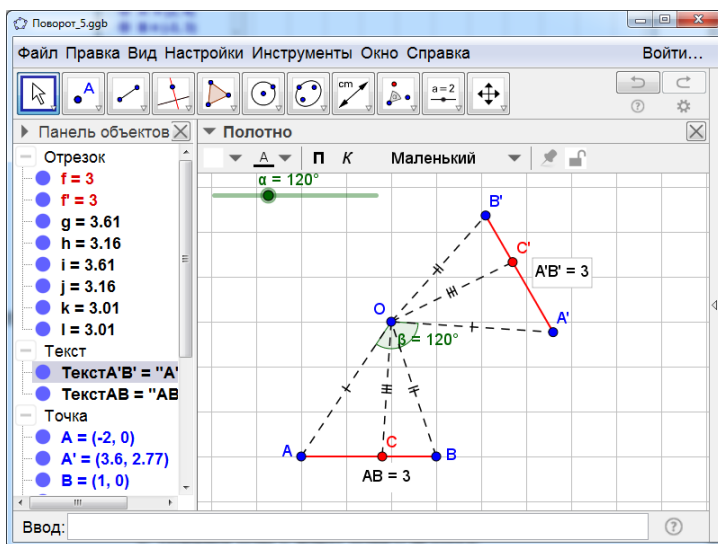 Поворот_5.ggb
Файл Правка Вид Настройки Инструменты Окно Справка Войти...
A cm a = 2
Панель объектов Полотно
A П К Маленький
Отрезок
f = 3
f' = 3
g = 3.61
h = 3.16
i = 3.61
j = 3.16
k = 3.01
l = 3.01
Текст
ТекстA'B' = "A'
ТекстAB = "AB
Точка
A = (-2, 0)
A' = (3.6, 2.77)
B = (1, 0)
α = 120°
B'
C'
A'B' = 3
O
A'
β = 120°
A
C
B
AB = 3
Ввод: